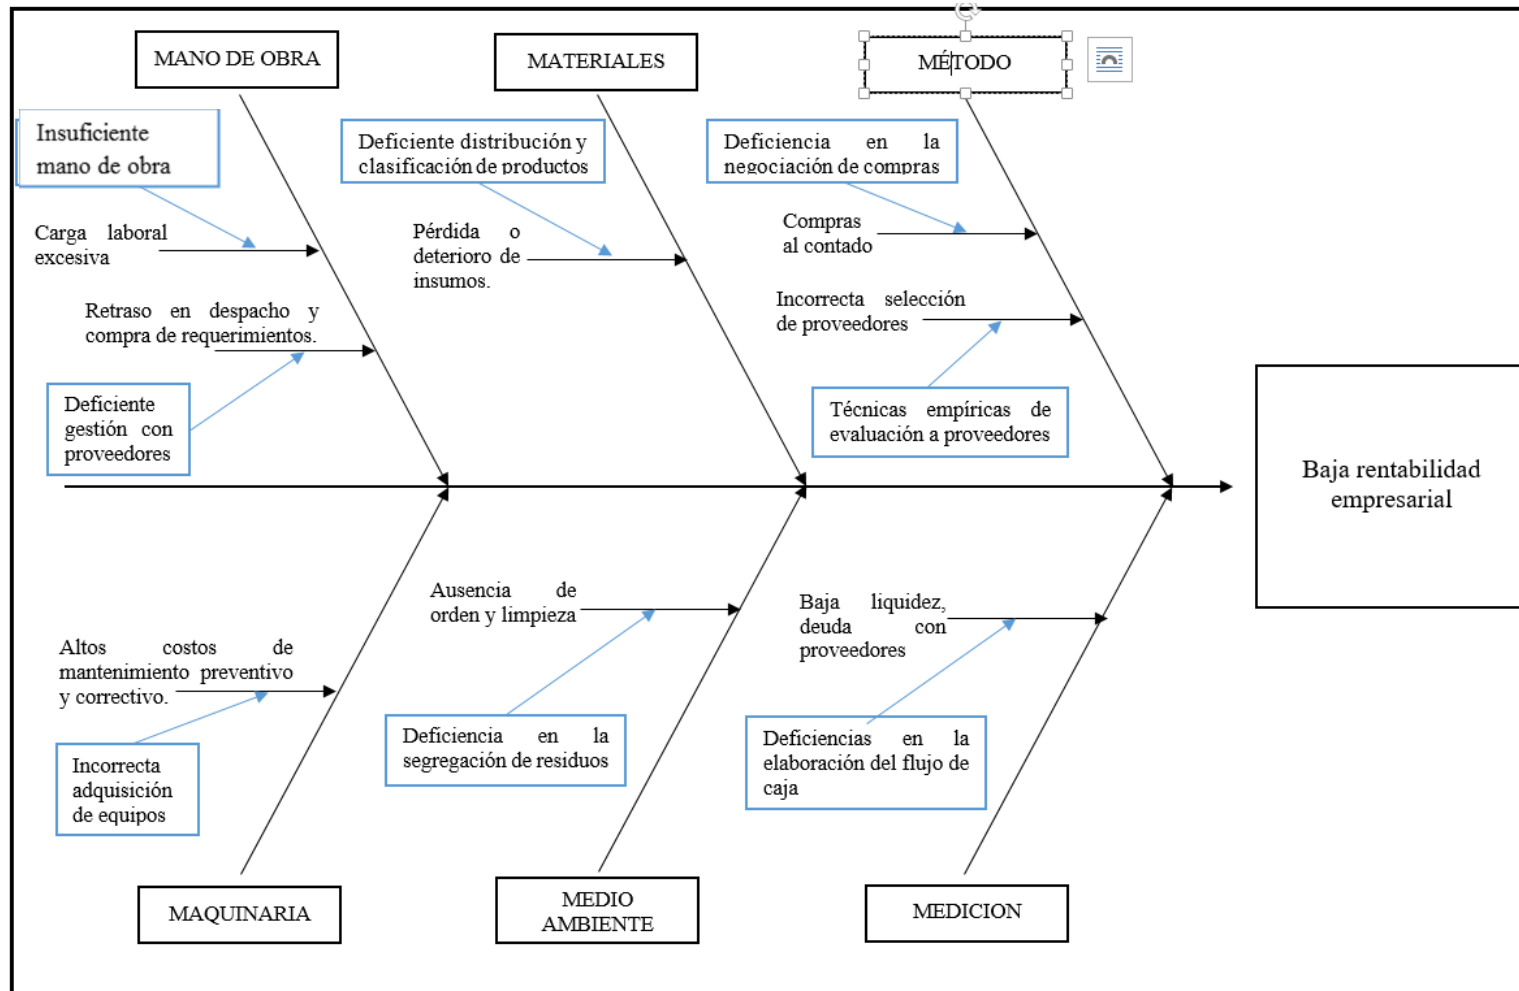 MANO DE OBRA
MATERIALES
MÉTODO
Insuficiente
mano de obra
Deficiente distribución y
clasificación de productos
Deficiencia en la
negociación de compras
Carga laboral
excesiva
Pérdida o
deterioro de
insumos.
Compras
al contado
Retraso en despacho y
compra de requerimientos.
Incorrecta selección
de proveedores
Deficiente
gestión con
proveedores
Técnicas empíricas de
evaluación a proveedores
Baja rentabilidad
empresarial
Ausencia de
orden y limpieza
Baja liquidez,
deuda con
proveedores
Altos costos de
mantenimiento preventivo
y correctivo.
Deficiencia en la
segregación de residuos
Deficiencias en la
elaboración del flujo de
caja
Incorrecta
adquisición
de equipos
MAQUINARIA
MEDIO
AMBIENTE
MEDICION